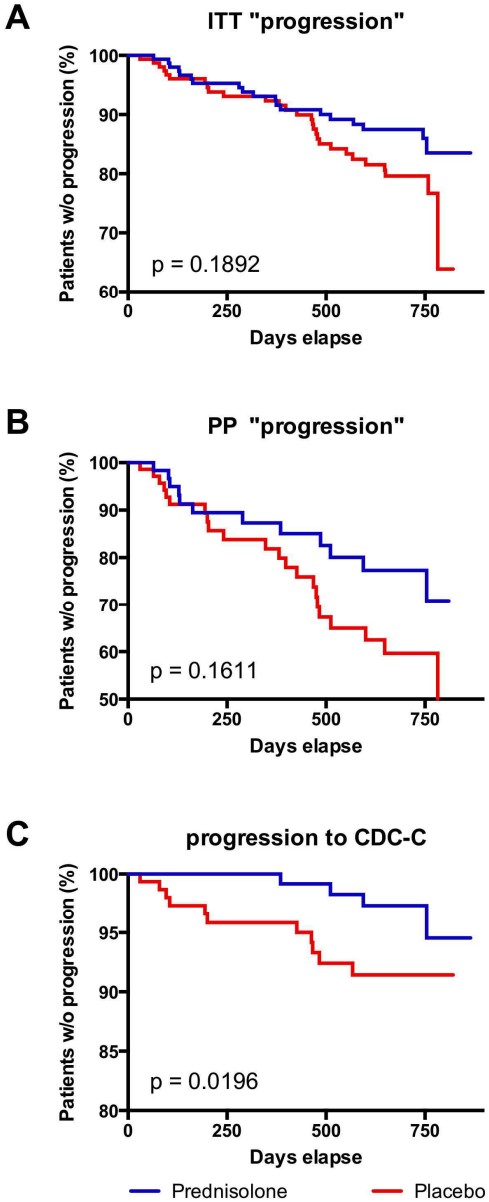 A
ITT "progression"
Patients w/o progression (%)
100
90
80
70
60
p = 0.1892
0 250 500 750
Days elapse
B
PP "progression"
Patients w/o progression (%)
100
90
80
70
60
50
p = 0.1611
0 250 500 750
Days elapse
C
progression to CDC-C
Patients w/o progression (%)
100
95
90
85
80
p = 0.0196
0 250 500 750
Days elapse
Prednisolone Placebo